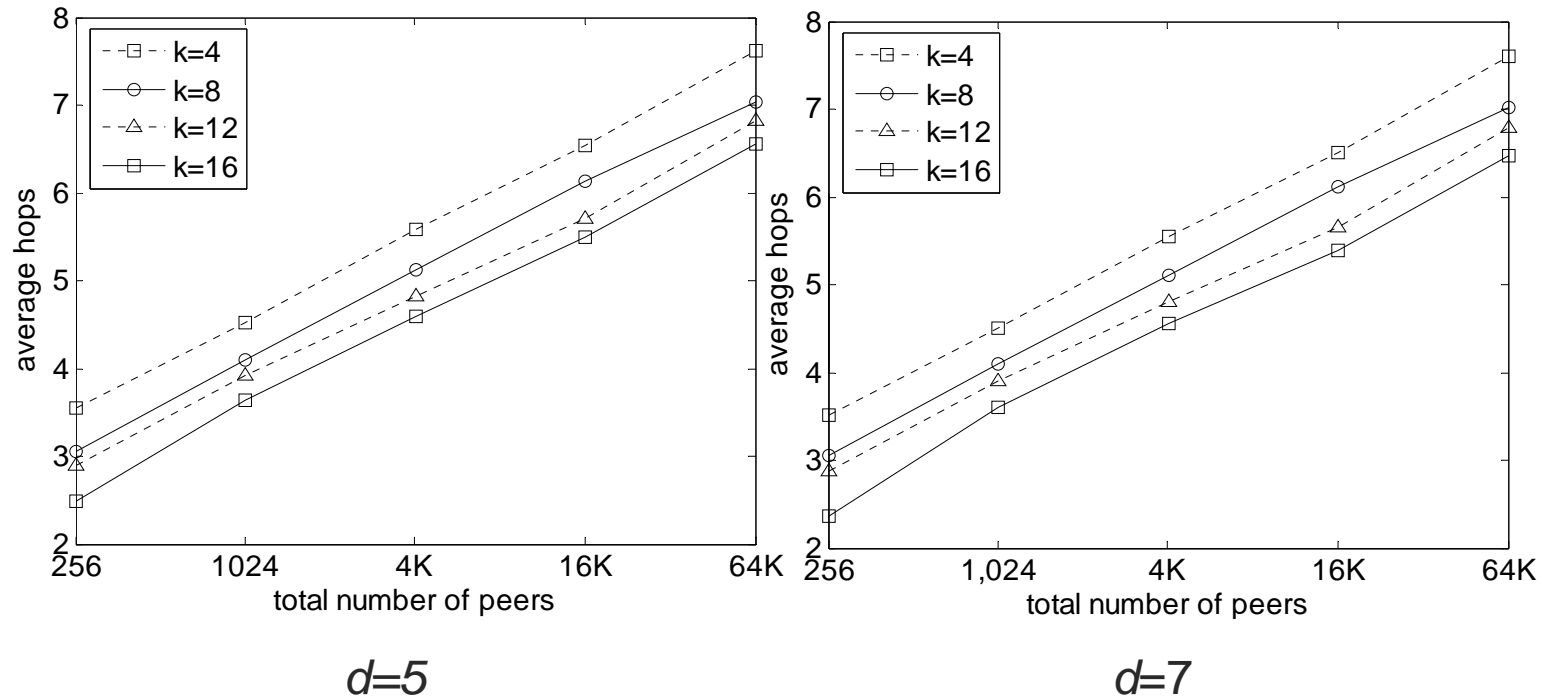 8
7
6
5
4
3
2
average hops
k=4
k=8
k=12
k=16
256 1024 4K 16K 64K
total number of peers
d=5
8
7
6
5
4
3
2
average hops
k=4
k=8
k=12
k=16
256 1,024 4K 16K 64K
total number of peers
d=7